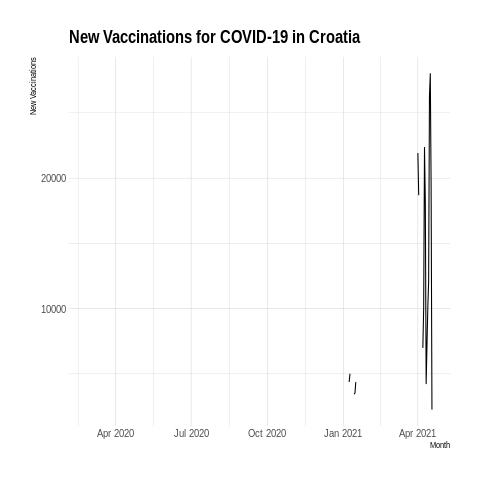 New Vaccinations for COVID-19 in Croatia
New Vaccinations
20000
10000
Apr 2020 Jul 2020 Oct 2020 Jan 2021 Apr 2021
Month